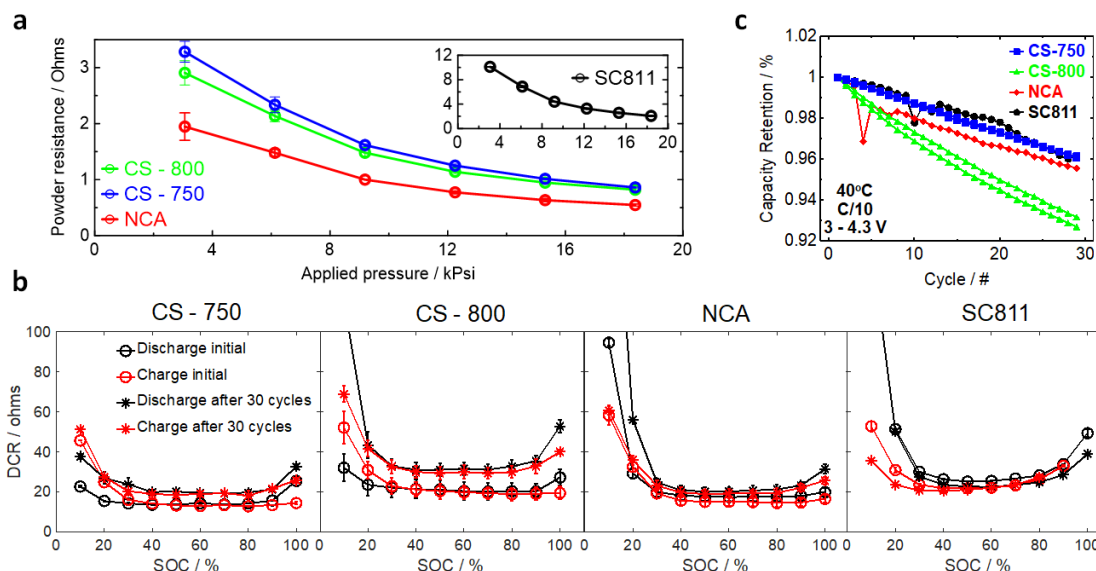 a
Powder resistance / Ohms
3
2
1
0
0
4
8
12
16
20
Applied pressure / kPsi
CS - 800
CS - 750
NCA
12
8
4
0
0 4 8 12 16 20
SC811
c
Capacity Retention / %
1.02
1
0.98
0.96
0.94
0.92
0 10 20 30
Cycle / #
CS-750
CS-800
NCA
SC811
40°C
C/10
3 - 4.3 V
b
CS - 750
CS - 800
NCA
SC811
DCR / ohms
100
80
60
40
20
0
Discharge initial
Charge initial
Discharge after 30 cycles
Charge after 30 cycles
0 20 40 60 80 100
0 20 40 60 80 100
0 20 40 60 80 100
0 20 40 60 80 100
SOC / %
SOC / %
SOC / %
SOC / %